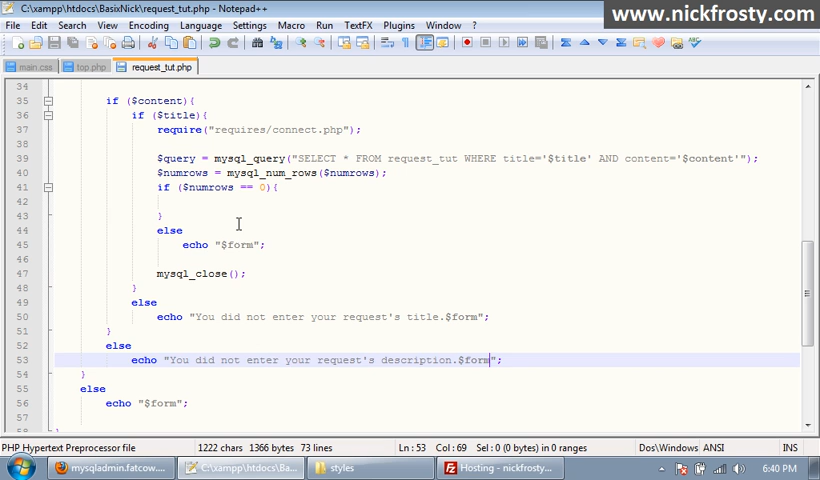 C:\xampp\htdocs\BasixNick\request_tut.php - Notepad++
www.nickfrosty.com
File Edit Search View Encoding Language Settings Macro Run TextFX Plugins Window ?
main.css top.php request_tut.php
34
35 if ($content){
36 if ($title){
37 require("requires/connect.php");
38
39 $query = mysql_query("SELECT * FROM request_tut WHERE title='$title' AND content='$content'");
40 $numrows = mysql_num_rows($numrows);
41 if ($numrows == 0){
42
43 }
44 else
45 echo "$form";
46
47 mysql_close();
48 }
49 else
50 echo "You did not enter your request's title.$form";
51 }
52 else
53 echo "You did not enter your request's description.$form";
54 }
55 else
56 echo "$form";
57
58 }
PHP Hypertext Preprocessor file 1222 chars 1366 bytes 73 lines Ln : 53 Col : 69 Sel : 0 (0 bytes) in 0 ranges Dos\Windows ANSI INS
mysqladmin.fatcow.... C:\xampp\htdocs\Ba... styles Hosting - nickfrosty... 6:40 PM